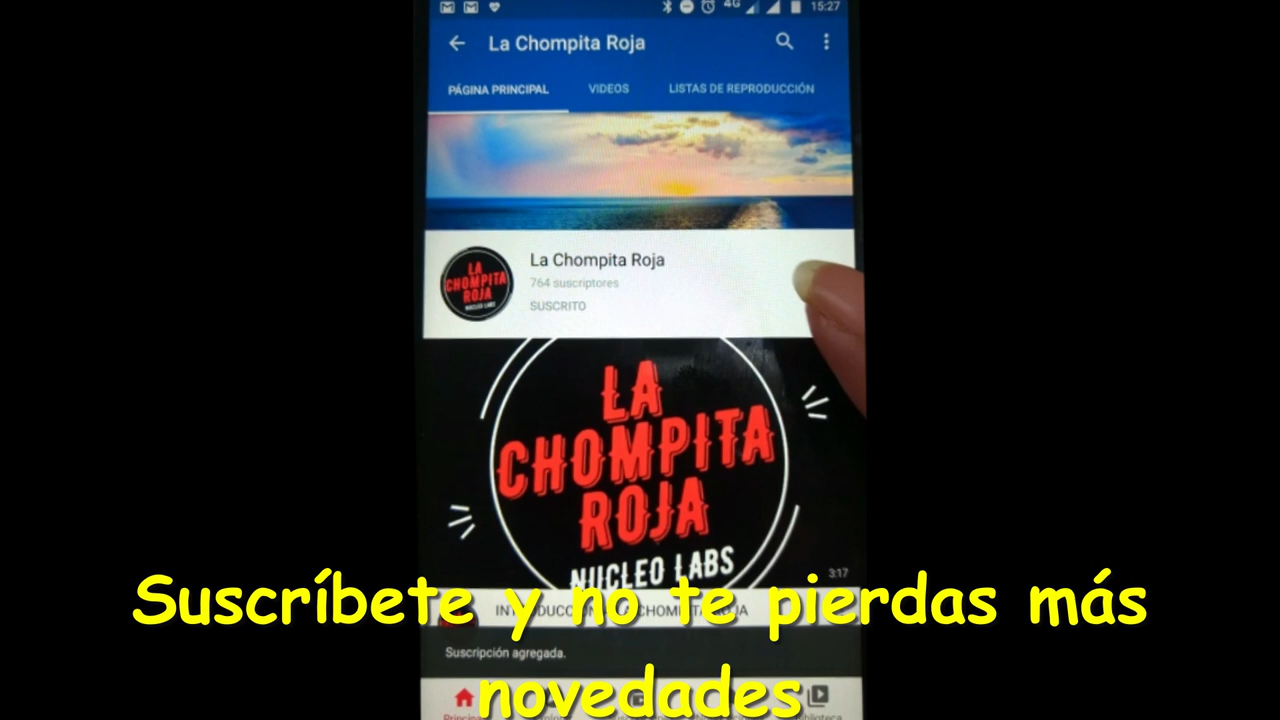 4G 15:27
La Chompita Roja
PÁGINA PRINCIPAL VIDEOS LISTAS DE REPRODUCCIÓN
LA
CHOMPITA
ROJA
NUCLEO LABS
La Chompita Roja
764 suscriptores
SUSCRITO
LA
CHOMPITA
ROJA
NUCLEO LABS
3:17
Suscríbete y no te pierdas más
novedades
Suscripción agregada.